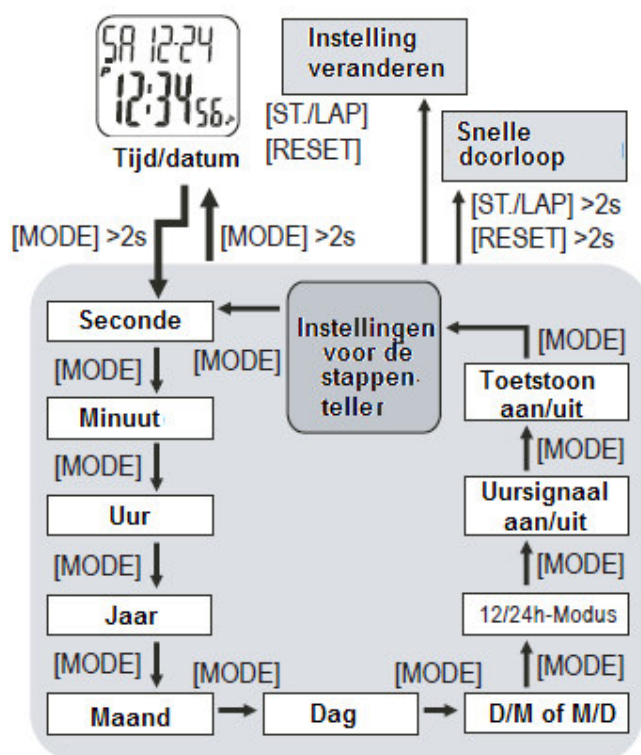 SA 12-24
P
12:34 56
Tijd/datum
Instelling
veranderen
[ST./LAP]
[RESET]
Snelle
doorloop
[ST./LAP] >2s
[RESET] >2s
[MODE] >2s
[MODE] >2s
Seconde
[MODE]
[MODE]
Minuut
[MODE]
Uur
[MODE]
Jaar
[MODE]
Maand
[MODE]
Dag
[MODE]
D/M of M/D
[MODE]
12/24h-Modus
[MODE]
Uursignaal
aan/uit
[MODE]
Toetstoon
aan/uit
[MODE]
Instellingen
voor de
stappen-
teller